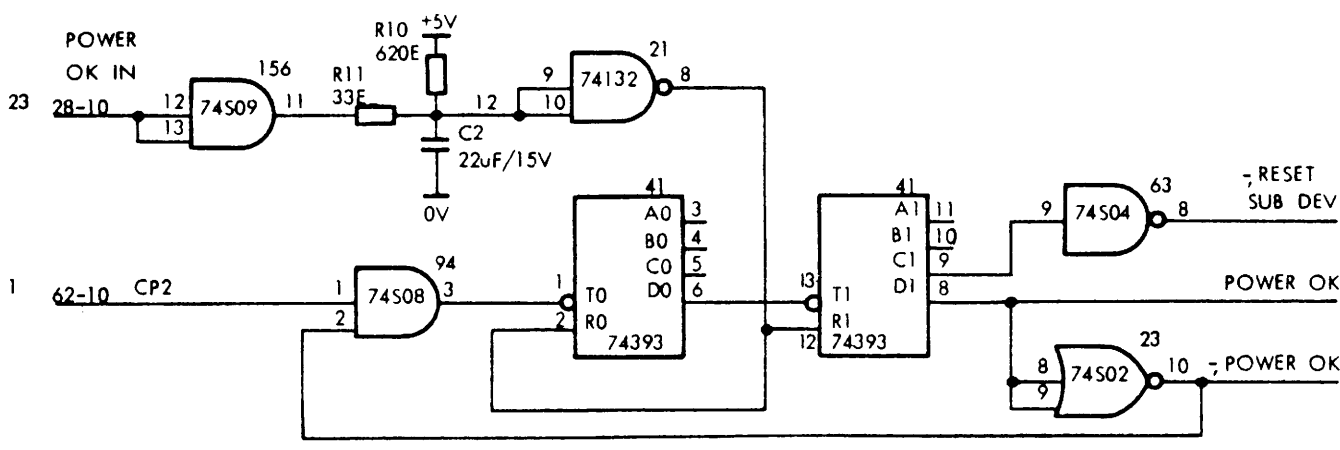 POWER
OK IN
23
28-10
12
13
74S09
156
11
R11
33E
R10
620E
+5V
12
C2
22uF/15V
0V
9
10
74132
21
8
1
62-10
CP2
1
2
74S08
94
3
41
1
2
T0
R0
A0
B0
C0
D0
3
4
5
6
74393
41
13
12
T1
R1
A1
B1
C1
D1
11
10
9
8
74393
9
74S04
63
8
-,RESET
SUB DEV
POWER OK
8
9
74S02
23
10
-,POWER OK